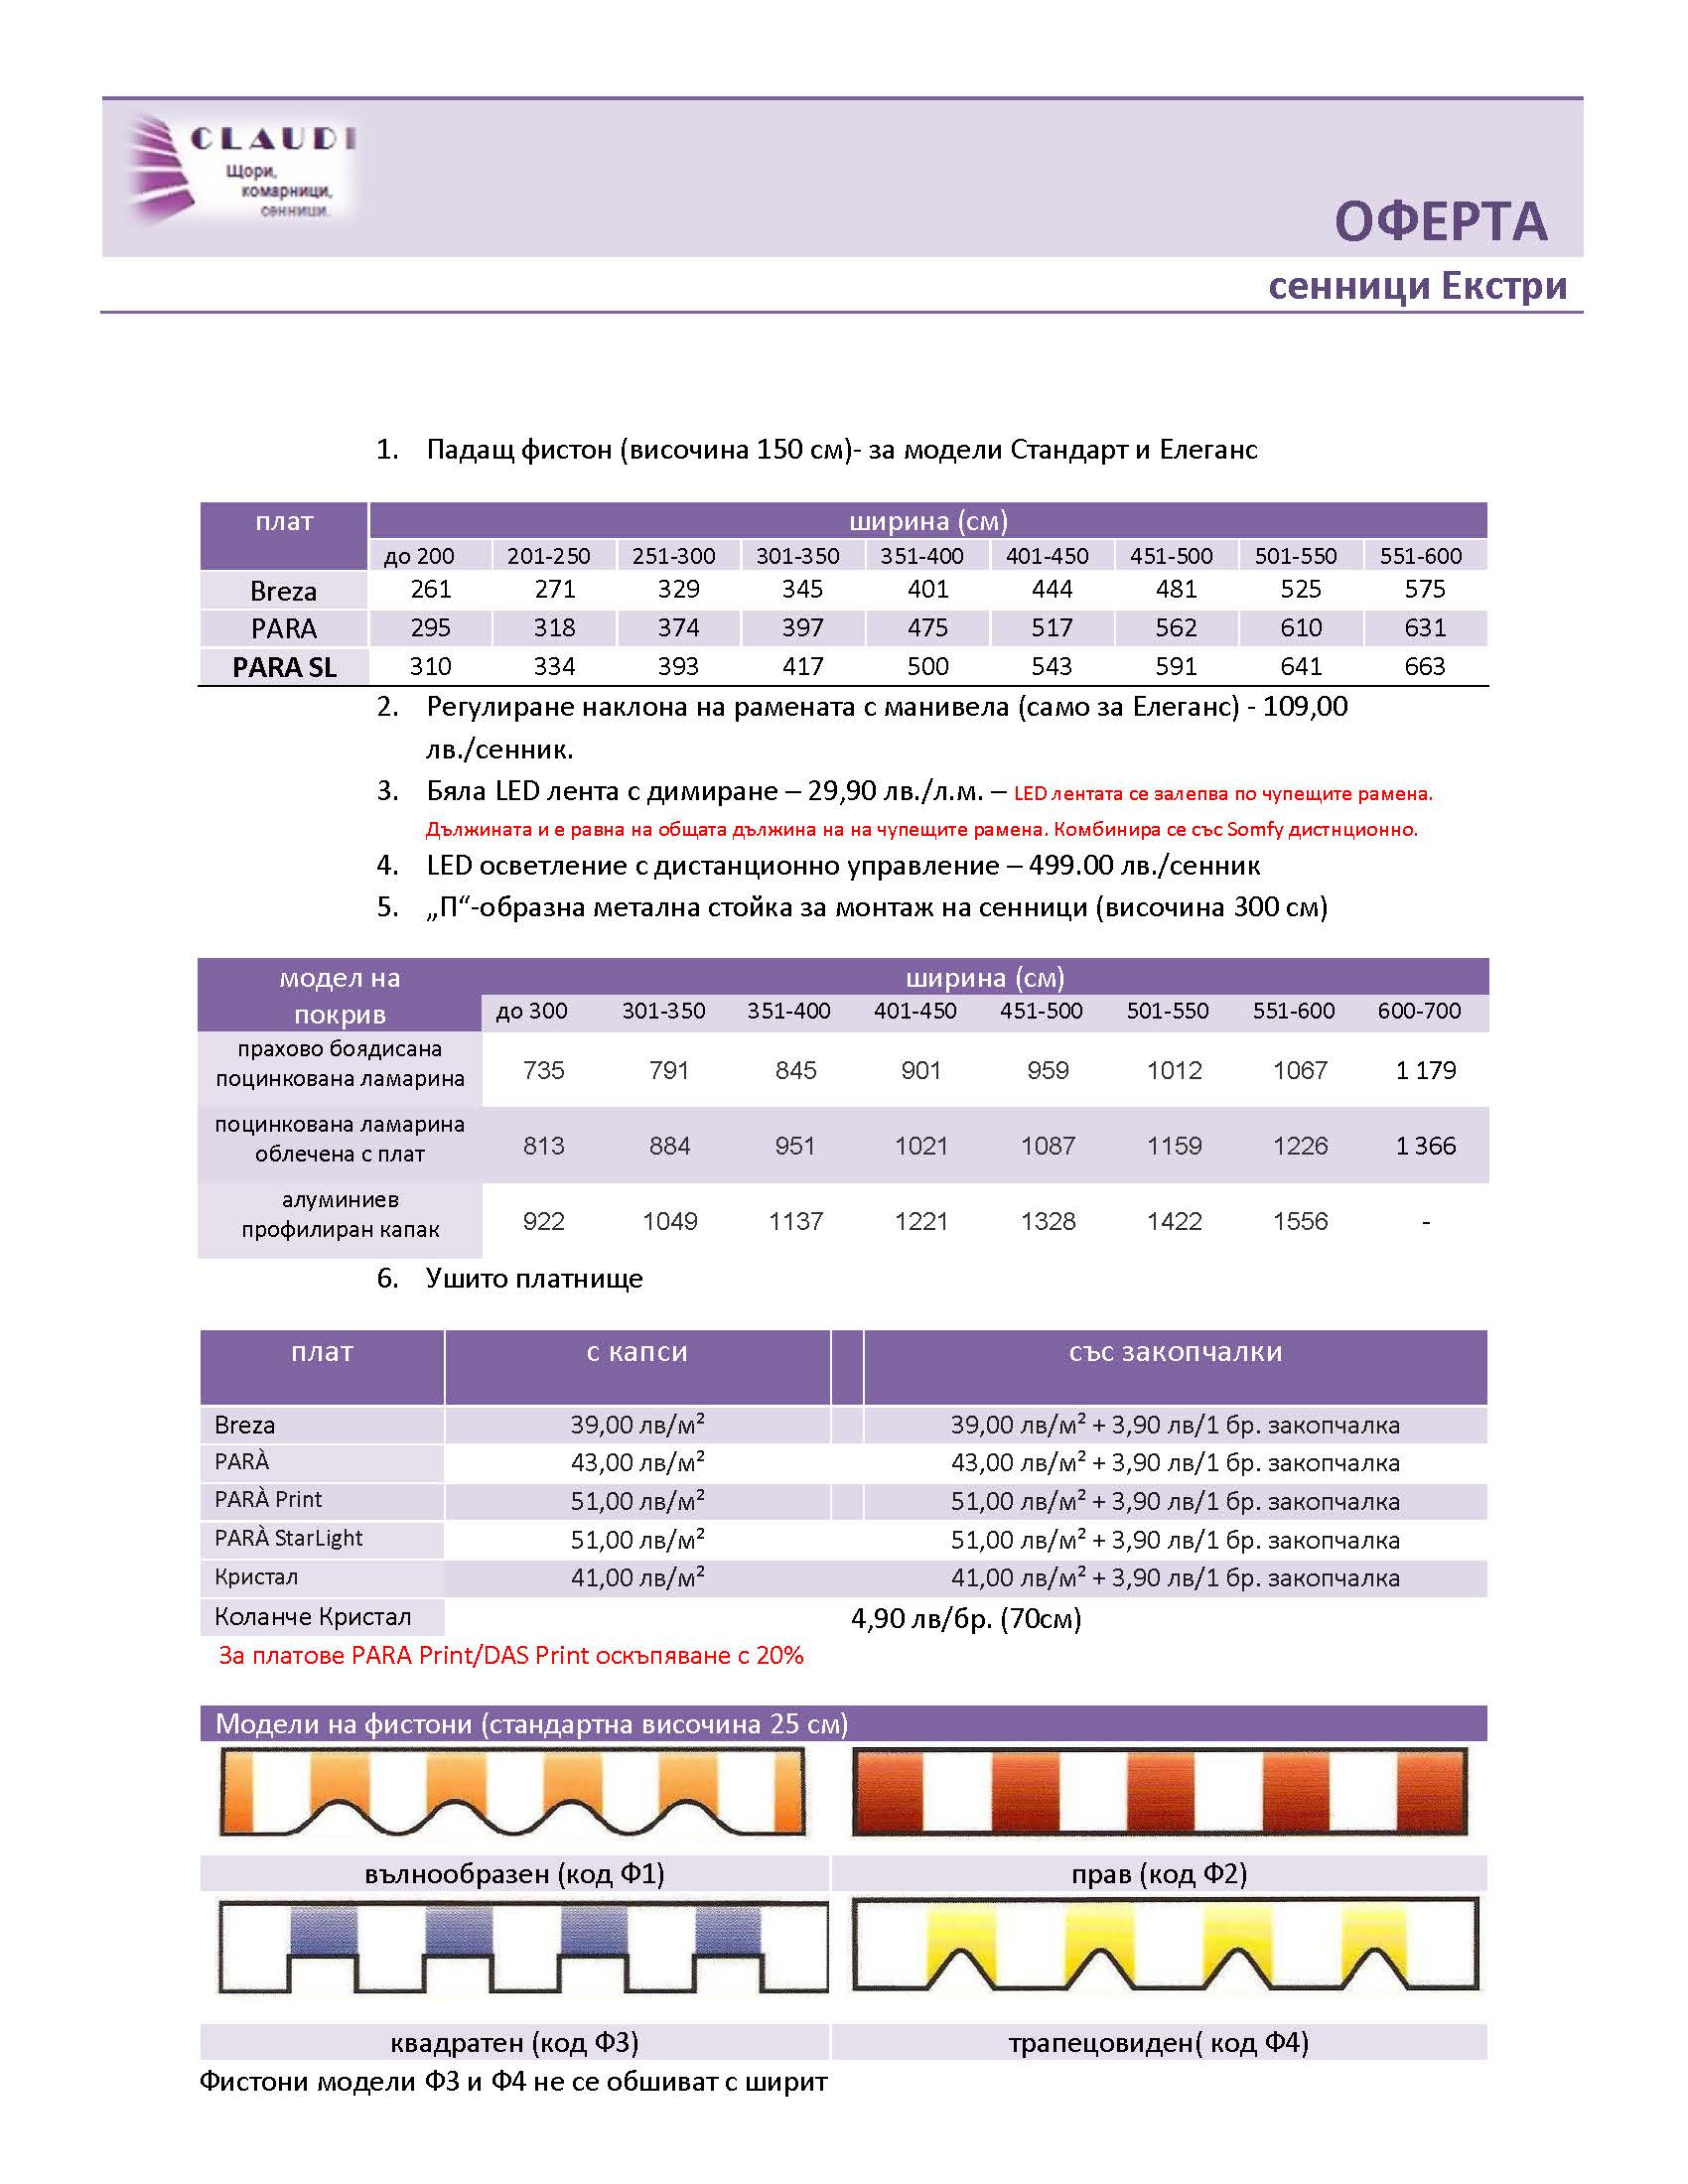 CLAUDI
Щори,
комарници,
сенници.
ОФЕРТА
сенници Екстри
1. Падащ фистон (височина 150 см)- за модели Стандарт и Елеганс
плат ширина (см)
до 200 201-250 251-300 301-350 351-400 401-450 451-500 501-550 551-600
Breza 261 271 329 345 401 444 481 525 575
PARA 295 318 374 397 475 517 562 610 631
PARA SL 310 334 393 417 500 543 591 641 663
2. Регулиране наклона на рамената с манивела (само за Елеганс) - 109,00
лв./сенник.
3. Бяла LED лента с димиране – 29,90 лв./л.м. – LED лентата се залепва по чупещите рамена.
Дължината и е равна на общата дължина на на чупещите рамена. Комбинира се със Somfy дистнционно.
4. LED осветление с дистанционно управление – 499.00 лв./сенник
5. „П“-образна метална стойка за монтаж на сенници (височина 300 см)
модел на ширина (см)
покрив до 300 301-350 351-400 401-450 451-500 501-550 551-600 600-700
прахово боядисана
поцинкована ламарина 735 791 845 901 959 1012 1067 1 179
поцинкована ламарина
облечена с плат 813 884 951 1021 1087 1159 1226 1 366
алуминиев
профилиран капак 922 1049 1137 1221 1328 1422 1556 -
6. Ушито платнище
плат с капси със закопчалки
Breza 39,00 лв/м² 39,00 лв/м² + 3,90 лв/1 бр. закопчалка
PARÀ 43,00 лв/м² 43,00 лв/м² + 3,90 лв/1 бр. закопчалка
PARÀ Print 51,00 лв/м² 51,00 лв/м² + 3,90 лв/1 бр. закопчалка
PARÀ StarLight 51,00 лв/м² 51,00 лв/м² + 3,90 лв/1 бр. закопчалка
Кристал 41,00 лв/м² 41,00 лв/м² + 3,90 лв/1 бр. закопчалка
Коланче Кристал 4,90 лв/бр. (70см)
За платове PARA Print/DAS Print оскъпяване с 20%
Модели на фистони (стандартна височина 25 см)
вълнообразен (код Ф1) прав (код Ф2)
квадратен (код Ф3) трапецовиден( код Ф4)
Фистони модели Ф3 и Ф4 не се обшиват с ширит